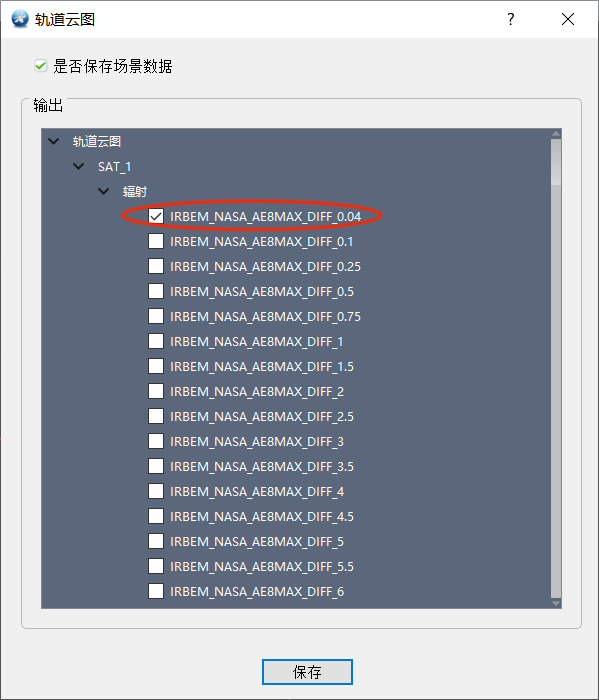 轨道云图
是否保存场景数据
输出
轨道云图
SAT_1
辐射
IRBEM_NASA_AE8MAX_DIFF_0.04
IRBEM_NASA_AE8MAX_DIFF_0.1
IRBEM_NASA_AE8MAX_DIFF_0.25
IRBEM_NASA_AE8MAX_DIFF_0.5
IRBEM_NASA_AE8MAX_DIFF_0.75
IRBEM_NASA_AE8MAX_DIFF_1
IRBEM_NASA_AE8MAX_DIFF_1.5
IRBEM_NASA_AE8MAX_DIFF_2
IRBEM_NASA_AE8MAX_DIFF_2.5
IRBEM_NASA_AE8MAX_DIFF_3
IRBEM_NASA_AE8MAX_DIFF_3.5
IRBEM_NASA_AE8MAX_DIFF_4
IRBEM_NASA_AE8MAX_DIFF_4.5
IRBEM_NASA_AE8MAX_DIFF_5
IRBEM_NASA_AE8MAX_DIFF_5.5
IRBEM_NASA_AE8MAX_DIFF_6
保存